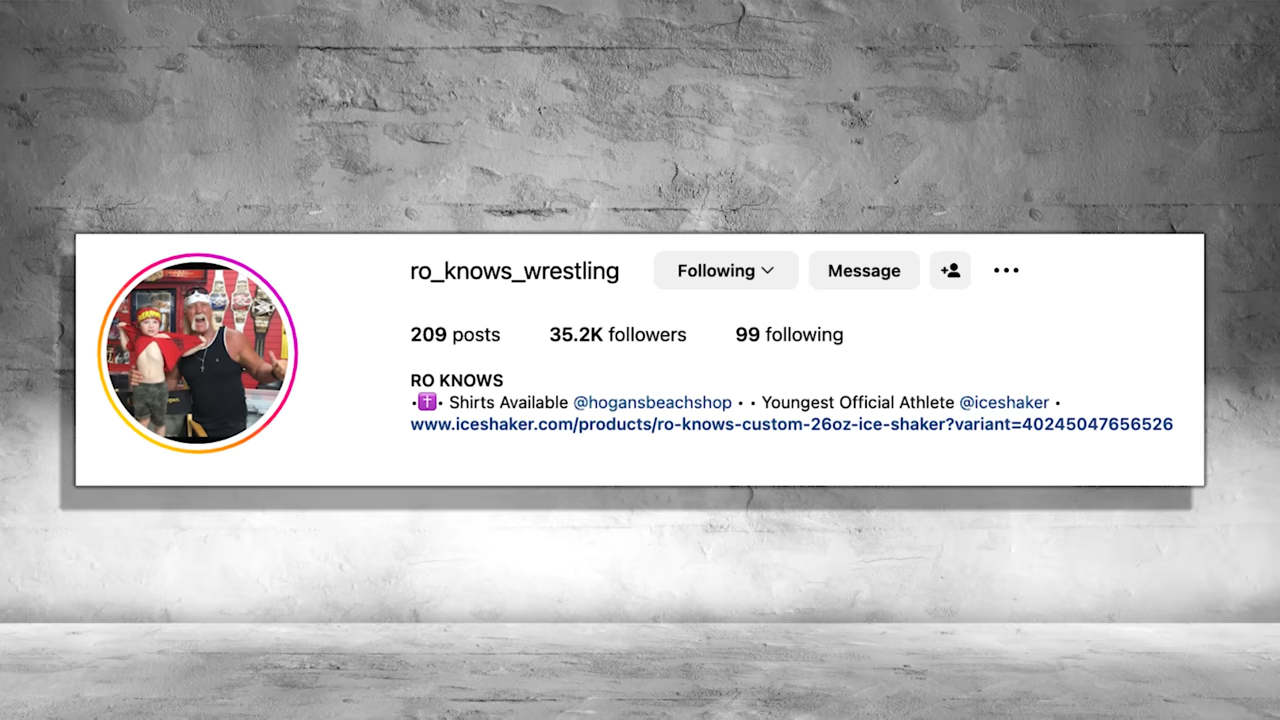 ro_knows_wrestling Following Message
209 posts 35.2K followers 99 following
RO KNOWS
•✝️• Shirts Available @hogansbeachshop • • Youngest Official Athlete @iceshaker •
www.iceshaker.com/products/ro-knows-custom-26oz-ice-shaker?variant=40245047656526